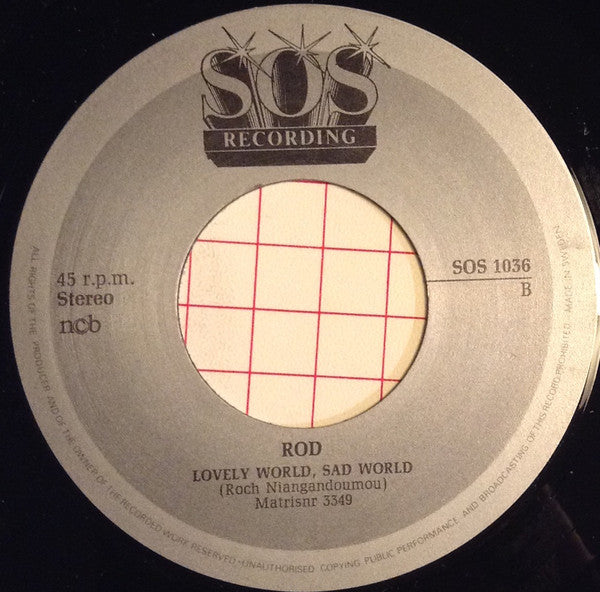 SOS
RECORDING
45 r.p.m.
Stereo
ncb
SOS 1036
B
ROD
LOVELY WORLD, SAD WORLD
(Roch Niangandoumou)
Matrisnr 3349
ALL RIGHTS OF THE PRODUCER AND OF THE OWNER OF THE RECORDED WORK RESERVED · UNAUTHORISED COPYING PUBLIC PERFORMANCE AND BROADCASTING OF THIS RECORD PROHIBITED. MADE IN SWEDEN